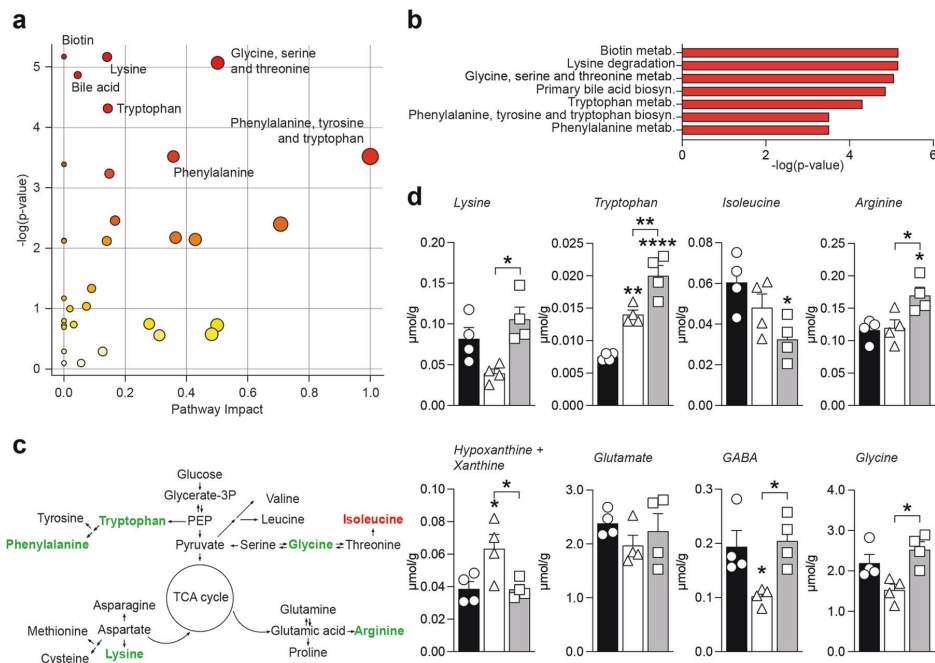 a
Biotin
Lysine
Bile acid
Glycine, serine
and threonine
Tryptophan
Phenylalanine, tyrosine
and tryptophan
Phenylalanine
-log(p-value)
5
4
3
2
1
0
0.0 0.2 0.4 0.6 0.8 1.0
Pathway Impact
b
Biotin metab.
Lysine degradation
Glycine, serine and threonine metab.
Primary bile acid biosyn.
Tryptophan metab.
Phenylalanine, tyrosine and tryptophan biosyn.
Phenylalanine metab.
0 2 4 6
-log(p-value)
c
Glucose
Glycerate-3P
Valine
Tyrosine
Tryptophan
PEP
Leucine
Isoleucine
Phenylalanine
Pyruvate
Serine
Glycine
Threonine
TCA cycle
Asparagine
Methionine
Aspartate
Cysteine
Lysine
Glutamine
Glutamic acid
Arginine
Proline
d
Lysine
µmol/g
0.20
0.15
0.10
0.05
0.00
*
Tryptophan
µmol/g
0.025
0.020
0.015
0.010
0.005
0.000
**
****
**
Isoleucine
µmol/g
0.08
0.06
0.04
0.02
0.00
*
Arginine
µmol/g
0.25
0.20
0.15
0.10
0.05
0.00
*
*
Hypoxanthine +
Xanthine
µmol/g
0.10
0.08
0.06
0.04
0.02
0.00
*
*
Glutamate
µmol/g
3.0
2.0
1.0
0.0
GABA
µmol/g
0.3
0.2
0.1
0.0
*
*
Glycine
µmol/g
4.0
3.0
2.0
1.0
0.0
*